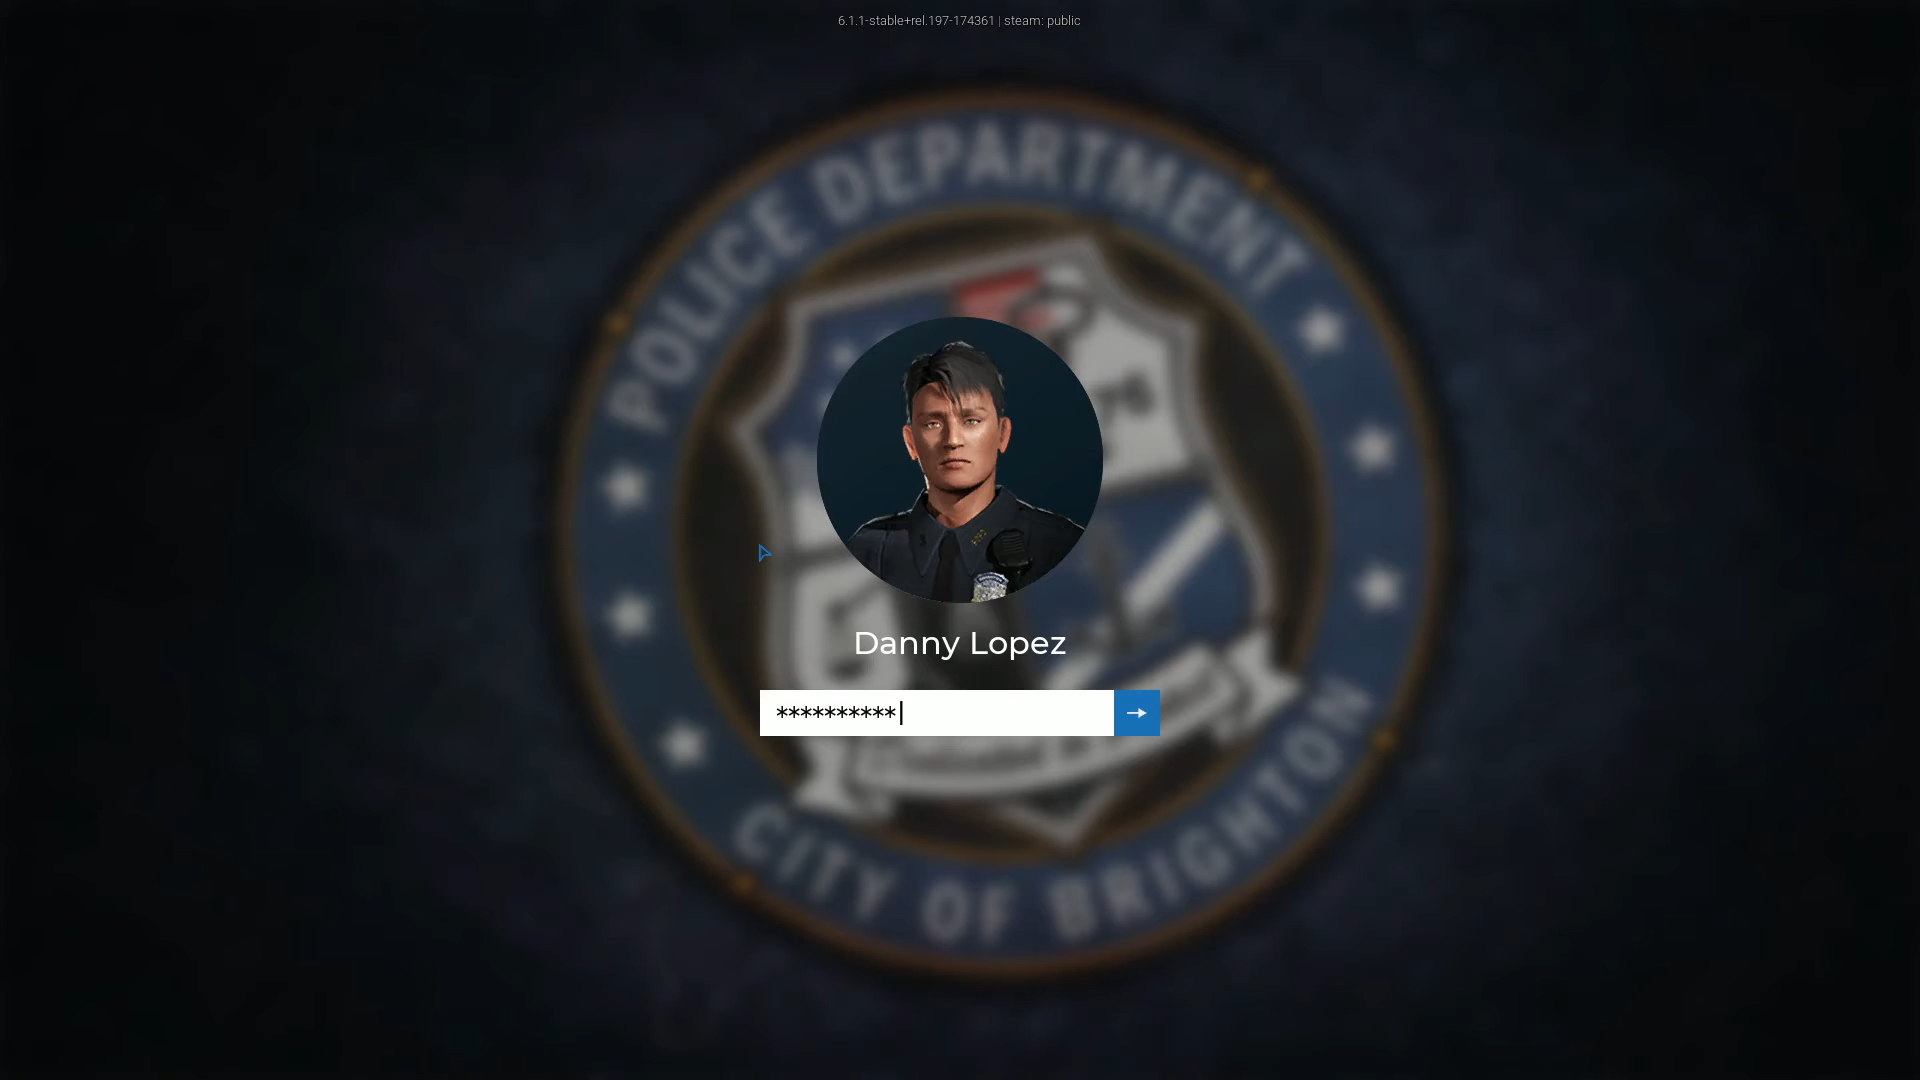 6.1.1-stable+rel.197-174361 | steam: public
POLICE DEPARTMENT
Danny Lopez
**********
CITY OF BRIGHTON